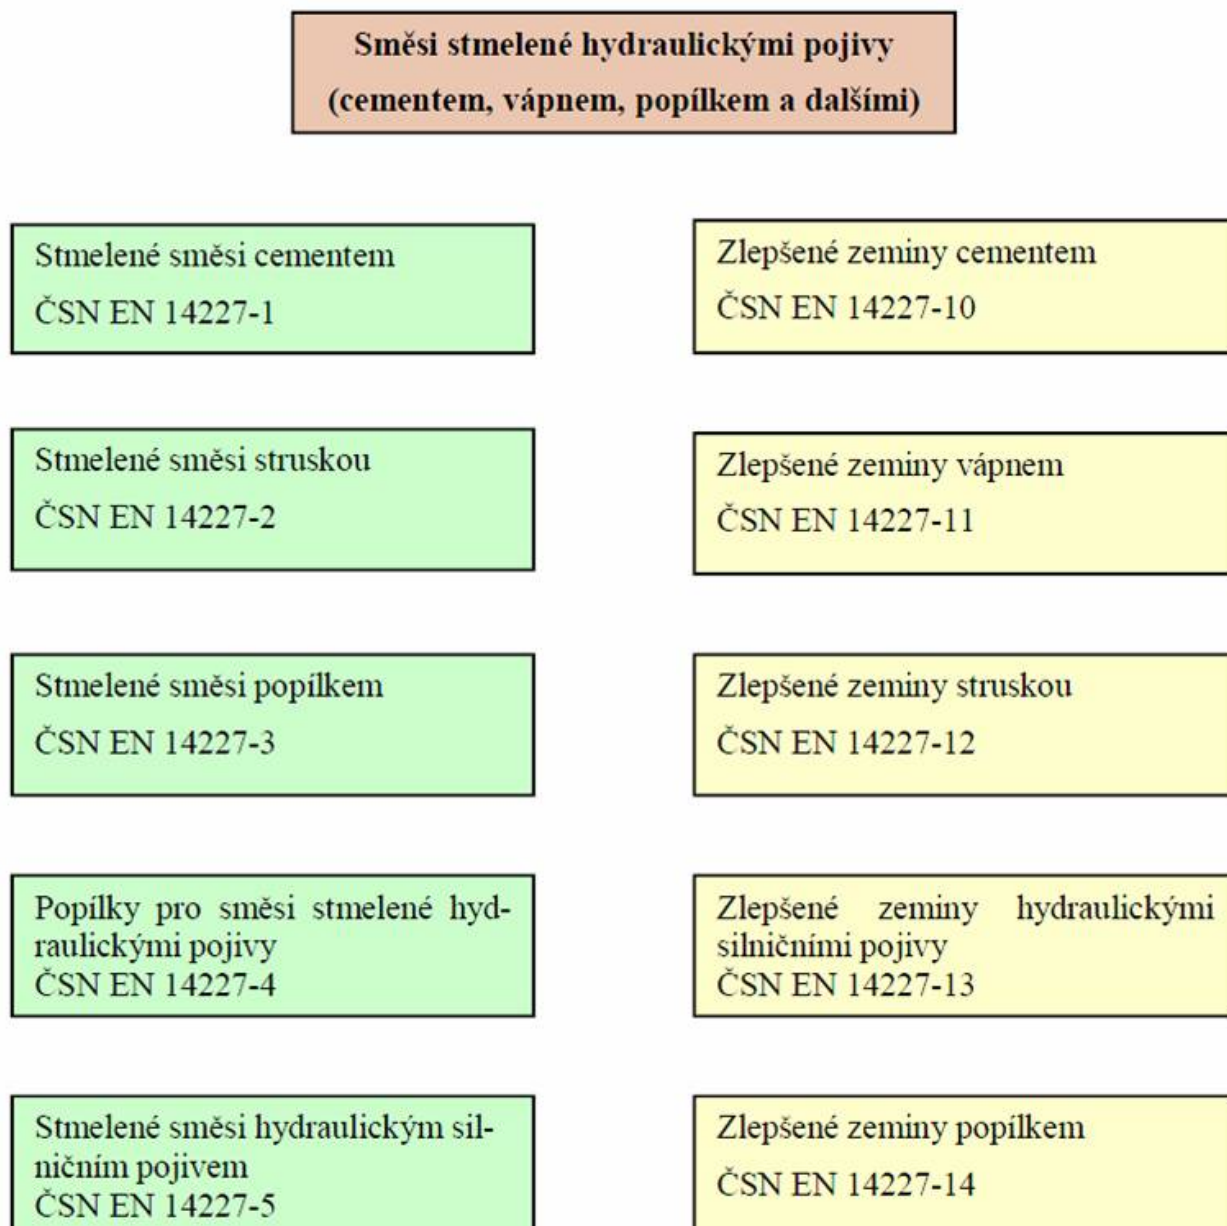 Směsi stmelené hydraulickými pojivy
(cementem, vápnem, popílkem a dalšími)
Stmelené směsi cementem
ČSN EN 14227-1
Zlepšené zeminy cementem
ČSN EN 14227-10
Stmelené směsi struskou
ČSN EN 14227-2
Zlepšené zeminy vápnem
ČSN EN 14227-11
Stmelené směsi popílkem
ČSN EN 14227-3
Zlepšené zeminy struskou
ČSN EN 14227-12
Popílky pro směsi stmelené hyd-
raulickými pojivy
ČSN EN 14227-4
Zlepšené zeminy hydraulickými
silničními pojivy
ČSN EN 14227-13
Stmelené směsi hydraulickým sil-
ničním pojivem
ČSN EN 14227-5
Zlepšené zeminy popílkem
ČSN EN 14227-14